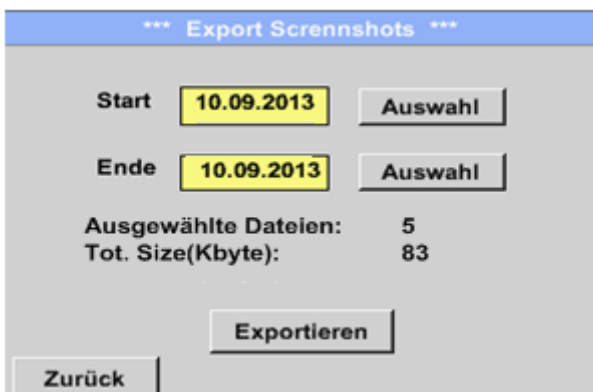 *** Export Scrennshots ***
Start 10.09.2013 Auswahl
Ende 10.09.2013 Auswahl
Ausgewählte Dateien: 5
Tot. Size(Kbyte): 83
Exportieren
Zurück